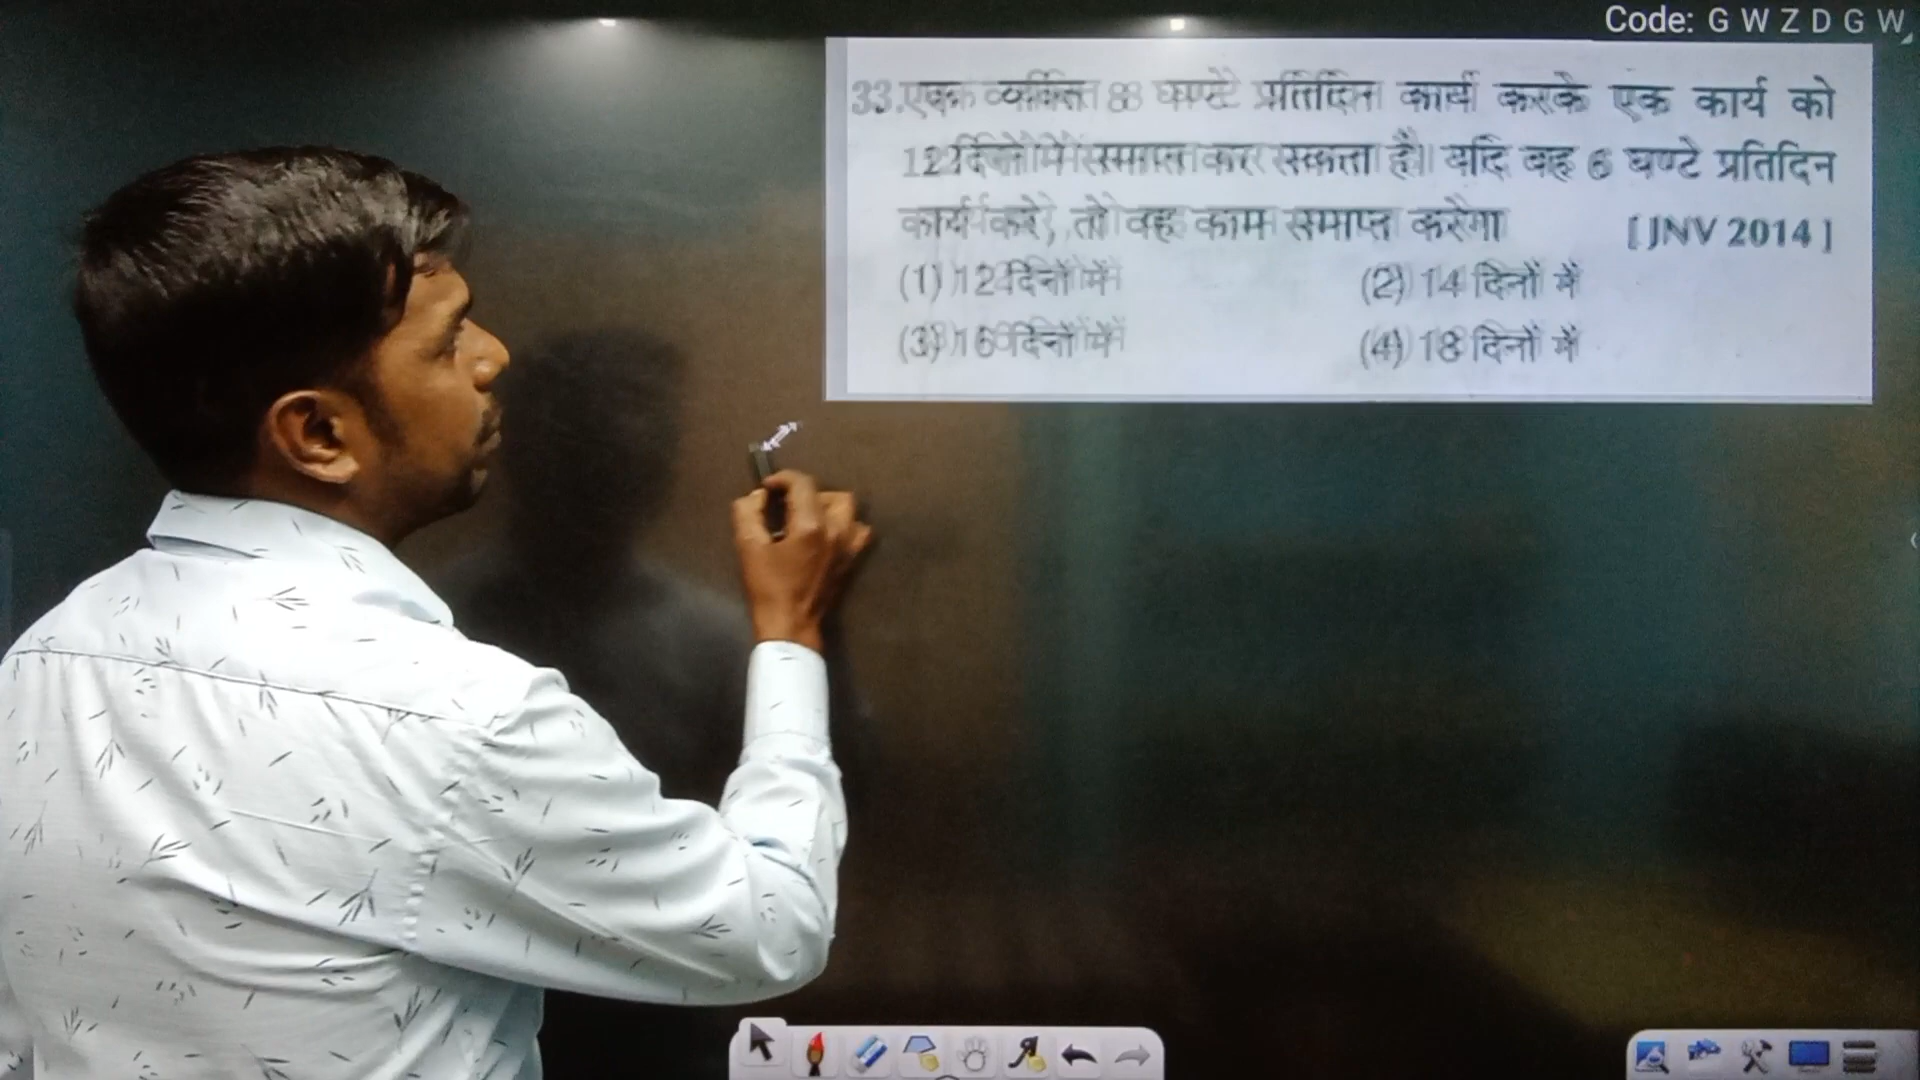 Code: G W Z D G W
33. एक व्यक्ति 8 घण्टे प्रतिदिन कार्य करके एक कार्य को
12 दिनों में समाप्त कर सकता है। यदि वह 6 घण्टे प्रतिदिन
कार्य करे, तो वह काम समाप्त करेगा [JNV 2014]
(1) 12 दिनों में (2) 14 दिनों में
(3) 16 दिनों में (4) 18 दिनों में